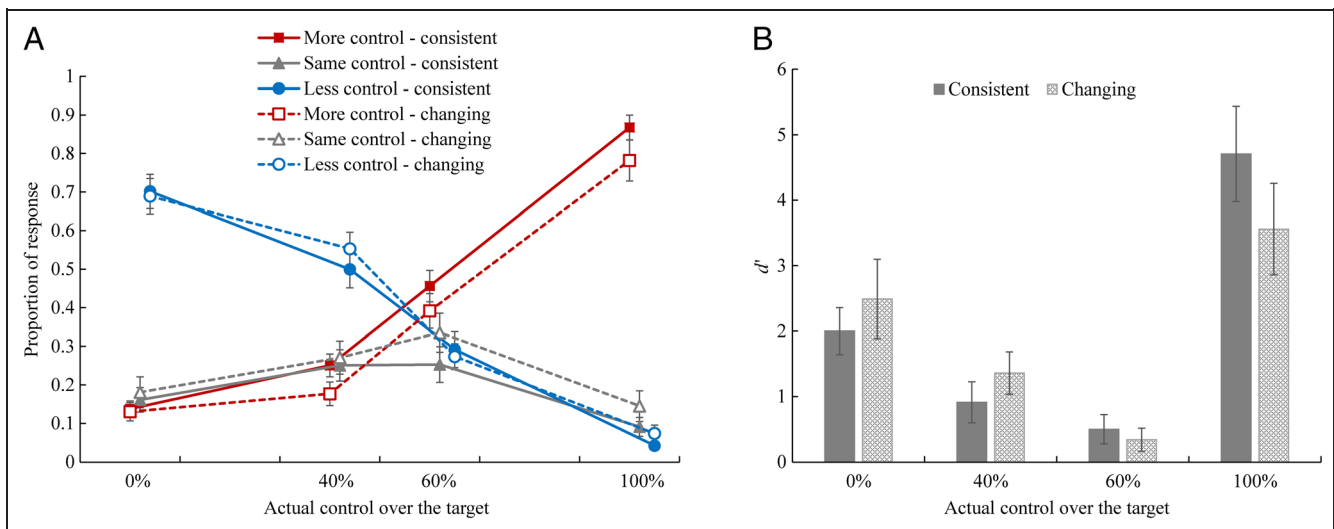 A
More control - consistent
Same control - consistent
Less control - consistent
More control - changing
Same control - changing
Less control - changing
Proportion of response
1
0.9
0.8
0.7
0.6
0.5
0.4
0.3
0.2
0.1
0
0% 40% 60% 100%
Actual control over the target
B
Consistent Changing
d'
6
5
4
3
2
1
0
0% 40% 60% 100%
Actual control over the target